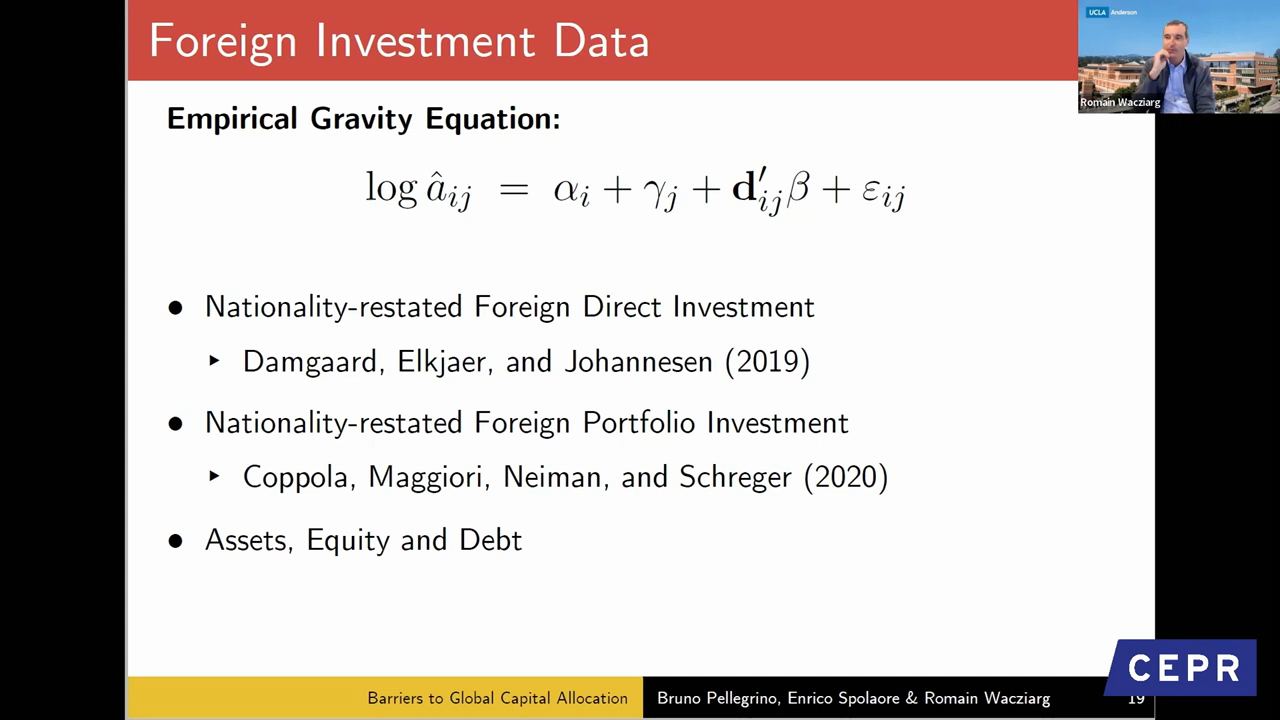 Foreign Investment Data
UCLA Anderson
Romain Wacziarg
Empirical Gravity Equation:
log âᵢⱼ = αᵢ + γⱼ + d′ᵢⱼβ + εᵢⱼ
• Nationality-restated Foreign Direct Investment
‣ Damgaard, Elkjaer, and Johannesen (2019)
• Nationality-restated Foreign Portfolio Investment
‣ Coppola, Maggiori, Neiman, and Schreger (2020)
• Assets, Equity and Debt
CEPR
Barriers to Global Capital Allocation
Bruno Pellegrino, Enrico Spolaore & Romain Wacziarg
19